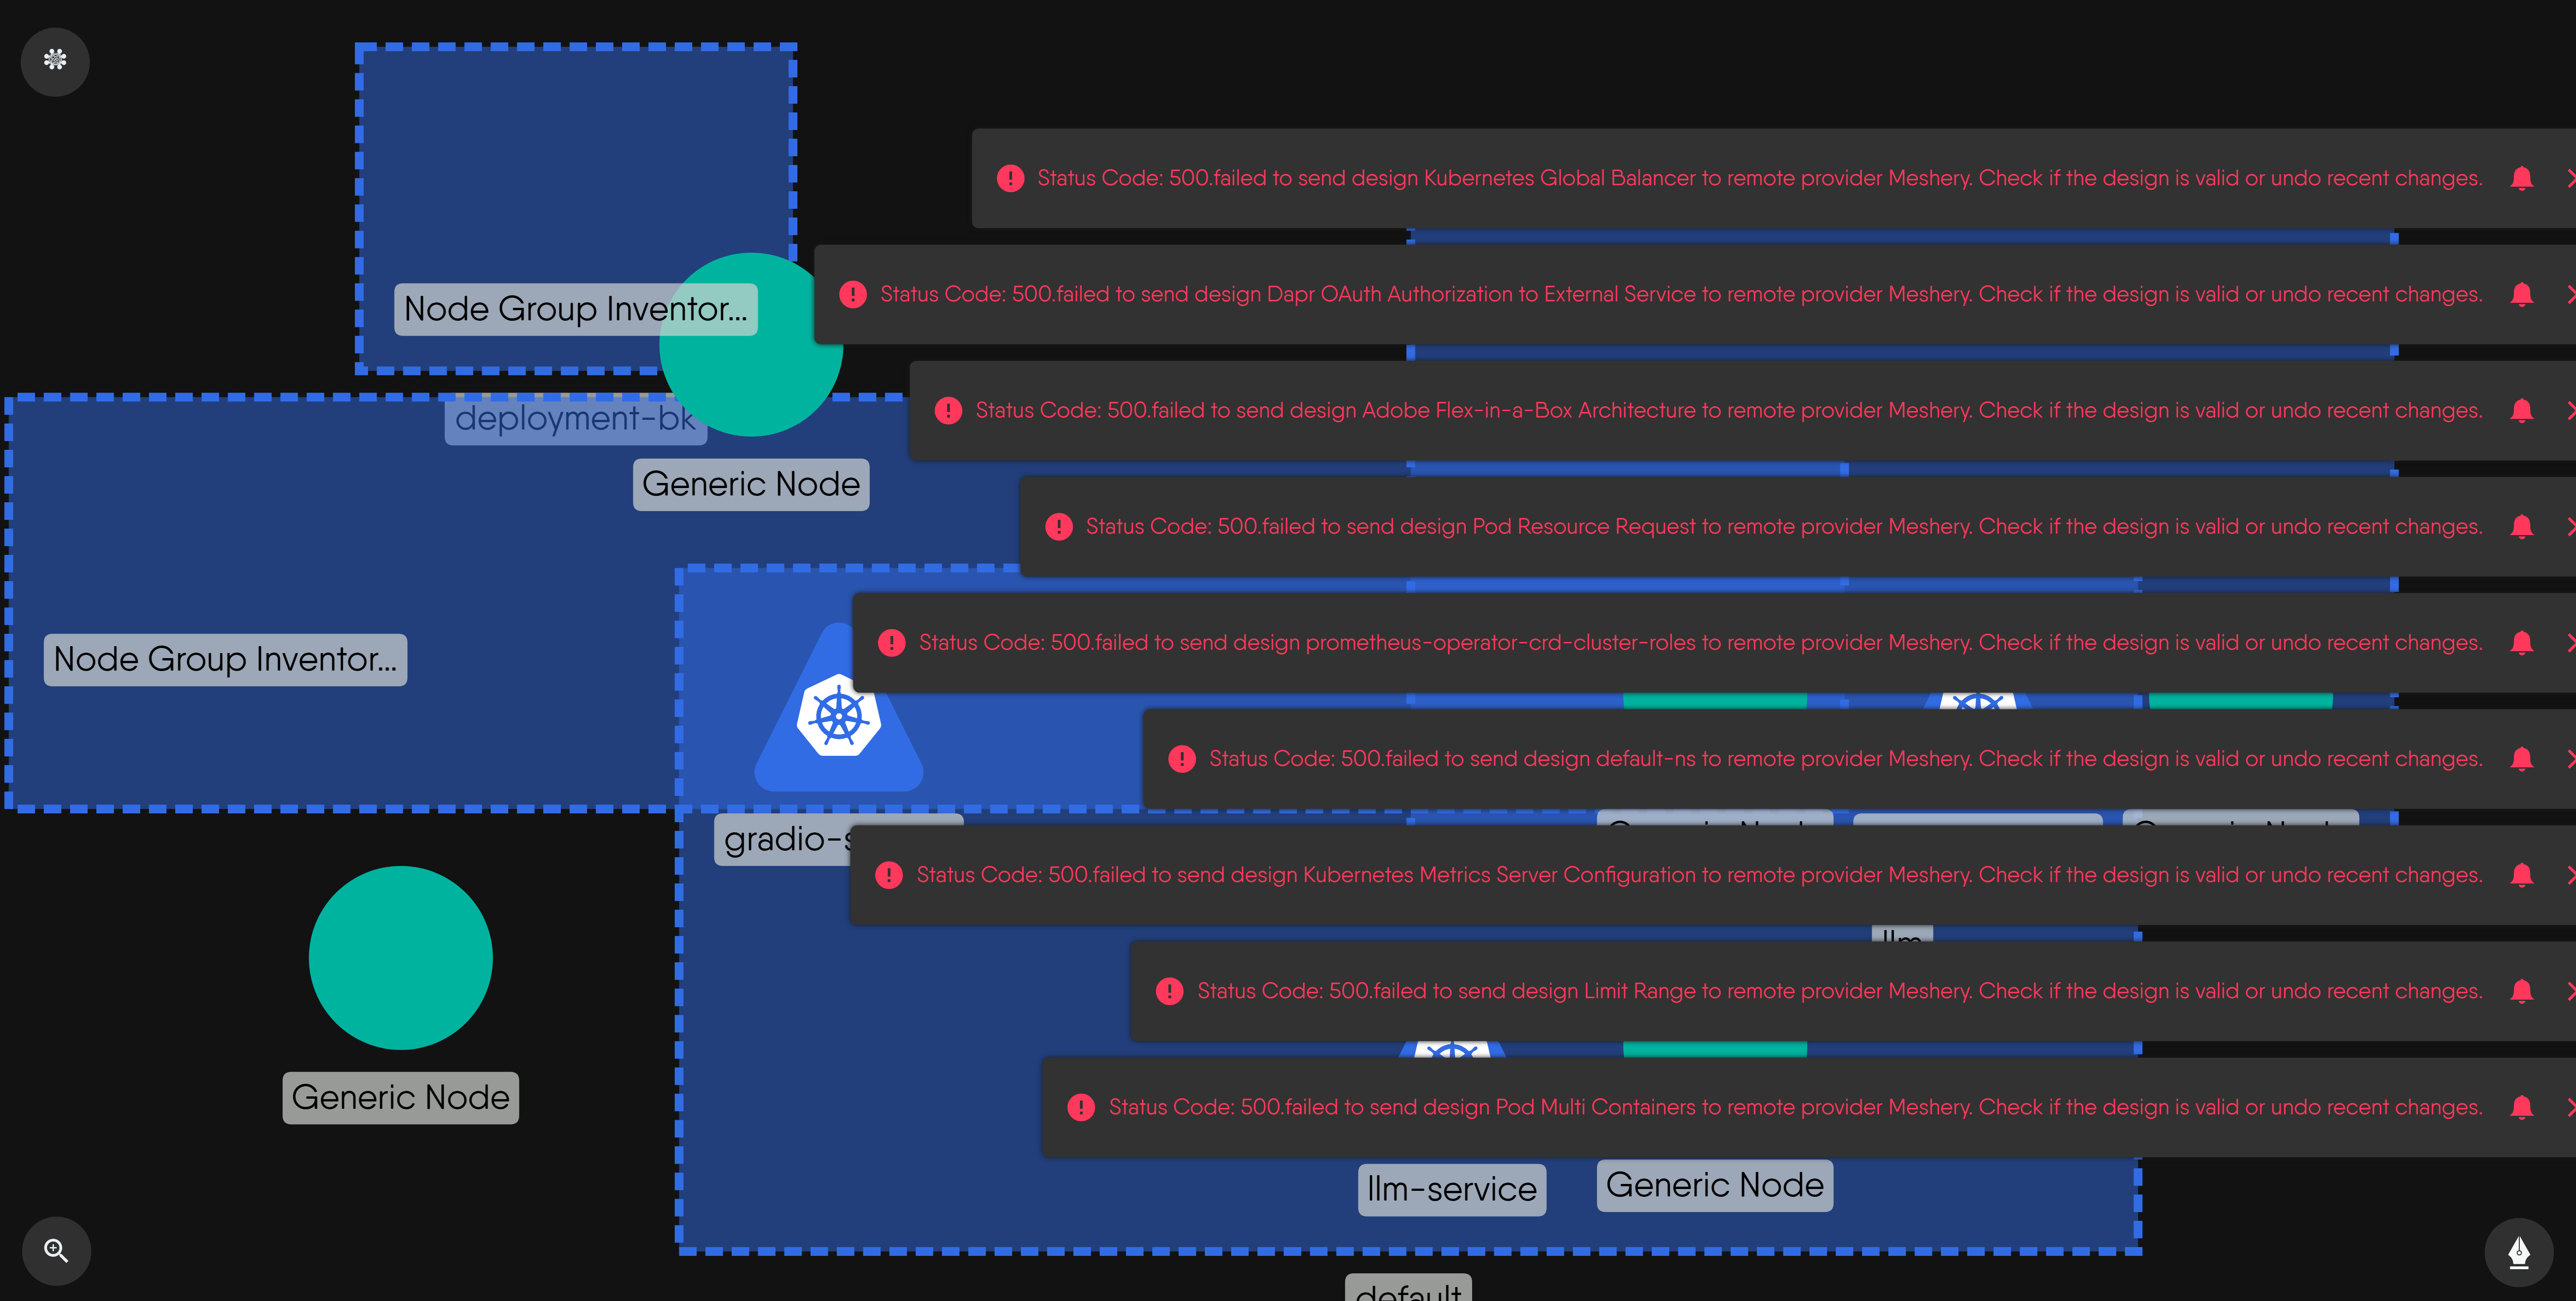 Status Code: 500.failed to send design Kubernetes Global Balancer to remote provider Meshery. Check if the design is valid or undo recent changes.
Status Code: 500.failed to send design Dapr OAuth Authorization to External Service to remote provider Meshery. Check if the design is valid or undo recent changes.
Node Group Inventor...
Status Code: 500.failed to send design Adobe Flex-in-a-Box Architecture to remote provider Meshery. Check if the design is valid or undo recent changes.
deployment-bk
Generic Node
Status Code: 500.failed to send design Pod Resource Request to remote provider Meshery. Check if the design is valid or undo recent changes.
Status Code: 500.failed to send design prometheus-operator-crd-cluster-roles to remote provider Meshery. Check if the design is valid or undo recent changes.
Node Group Inventor...
Status Code: 500.failed to send design default-ns to remote provider Meshery. Check if the design is valid or undo recent changes.
Status Code: 500.failed to send design Kubernetes Metrics Server Configuration to remote provider Meshery. Check if the design is valid or undo recent changes.
llm
Status Code: 500.failed to send design Limit Range to remote provider Meshery. Check if the design is valid or undo recent changes.
Generic Node
Status Code: 500.failed to send design Pod Multi Containers to remote provider Meshery. Check if the design is valid or undo recent changes.
llm-service
Generic Node
default